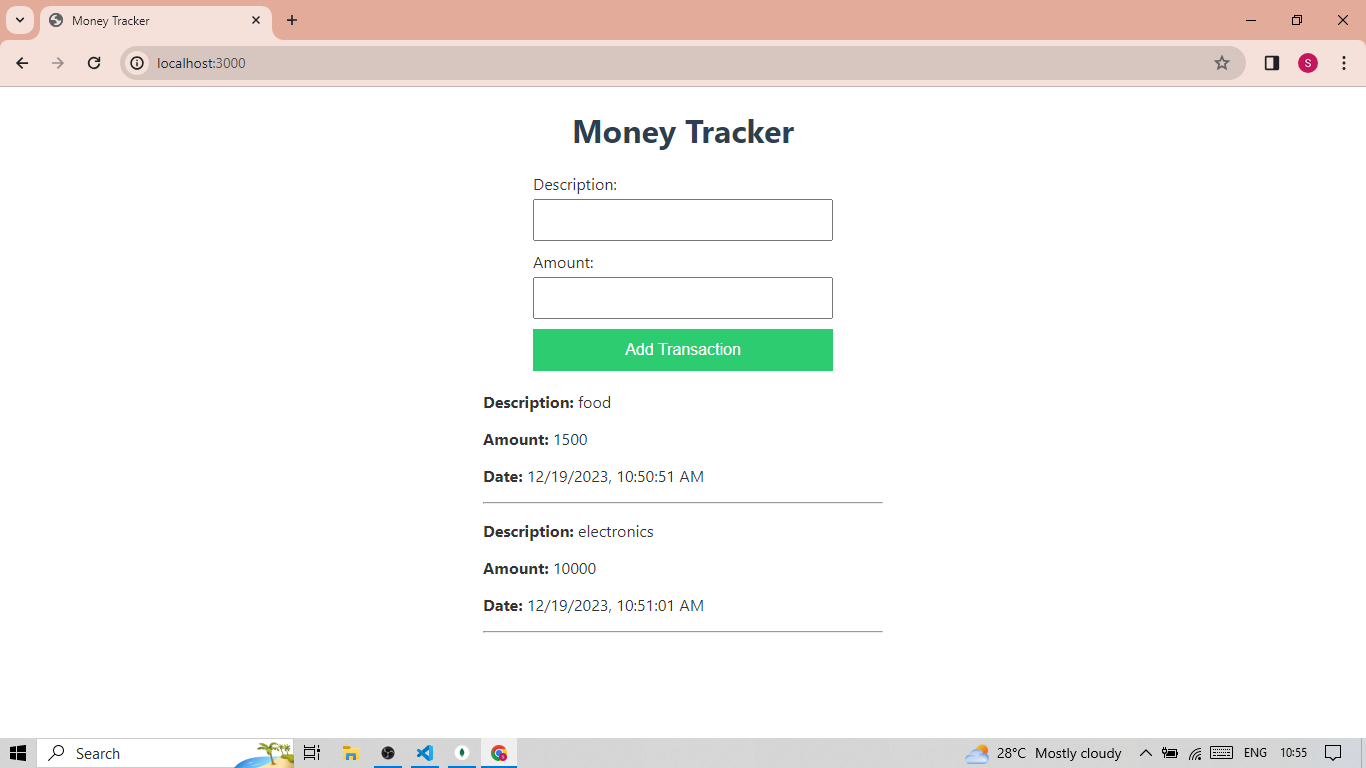 Money Tracker
localhost:3000
S
Money Tracker
Description:
Amount:
Add Transaction
Description: food
Amount: 1500
Date: 12/19/2023, 10:50:51 AM
Description: electronics
Amount: 10000
Date: 12/19/2023, 10:51:01 AM
Search
28°C Mostly cloudy
ENG
10:55